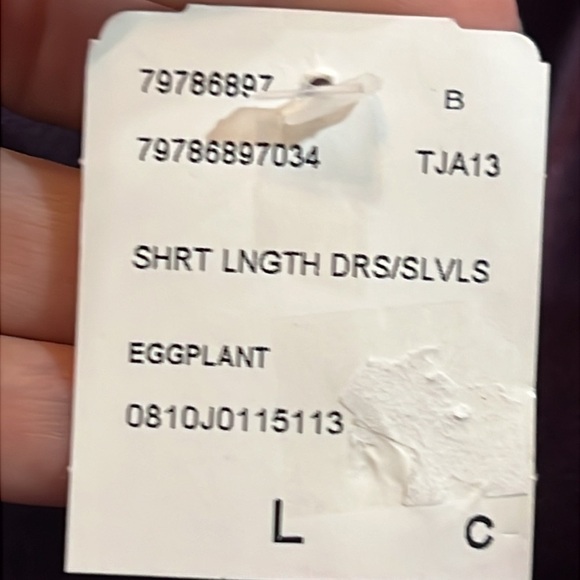 79786897 B
79786897034 TJA13
SHRT LNGTH DRS/SLVLS
EGGPLANT
0810J0115113
L C